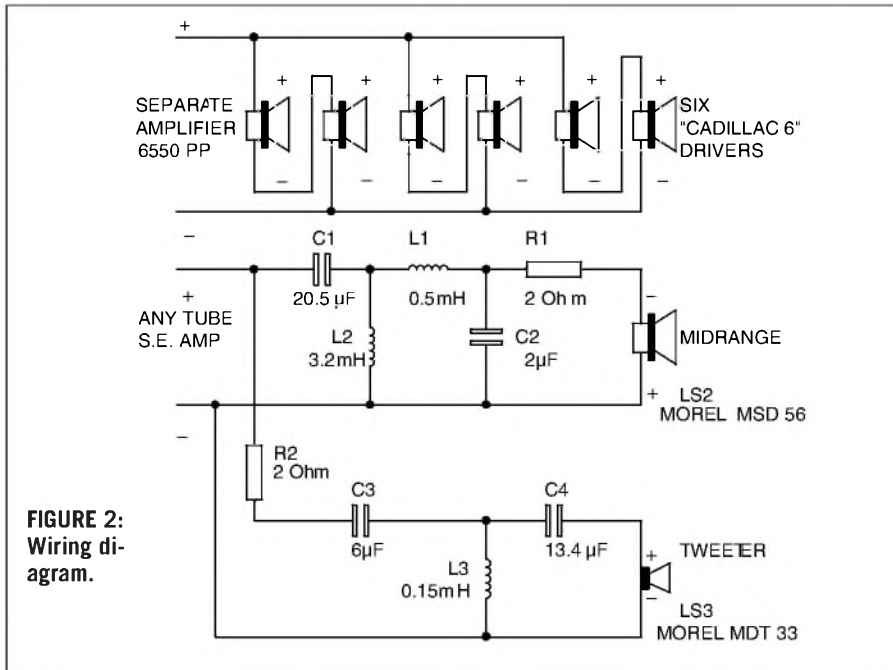 +
+ + + + + +
SEPARATE
AMPLIFIER
6550 PP
SIX
"CADILLAC 6"
DRIVERS
– – – – – –
–
C1 L1 R1
+ 20.5 µF 0.5mH 2 Ohm –
ANY TUBE
S.E. AMP
L2
3.2mH
C2
2µF
MIDRANGE
–
+ LS2
MOREL MSD 56
R2
2 Ohm
C3
6µF
C4
13.4 µF
L3
0.15mH
+ TWEETER
–
LS3
MOREL MDT 33
FIGURE 2:
Wiring di-
agram.